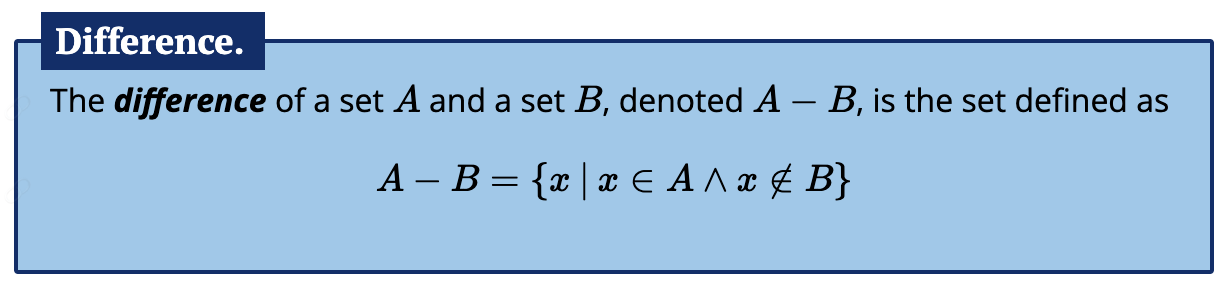 Difference.
The difference of a set A and a set B, denoted A − B, is the set defined as
A − B = {x | x ∈ A ∧ x ∉ B}